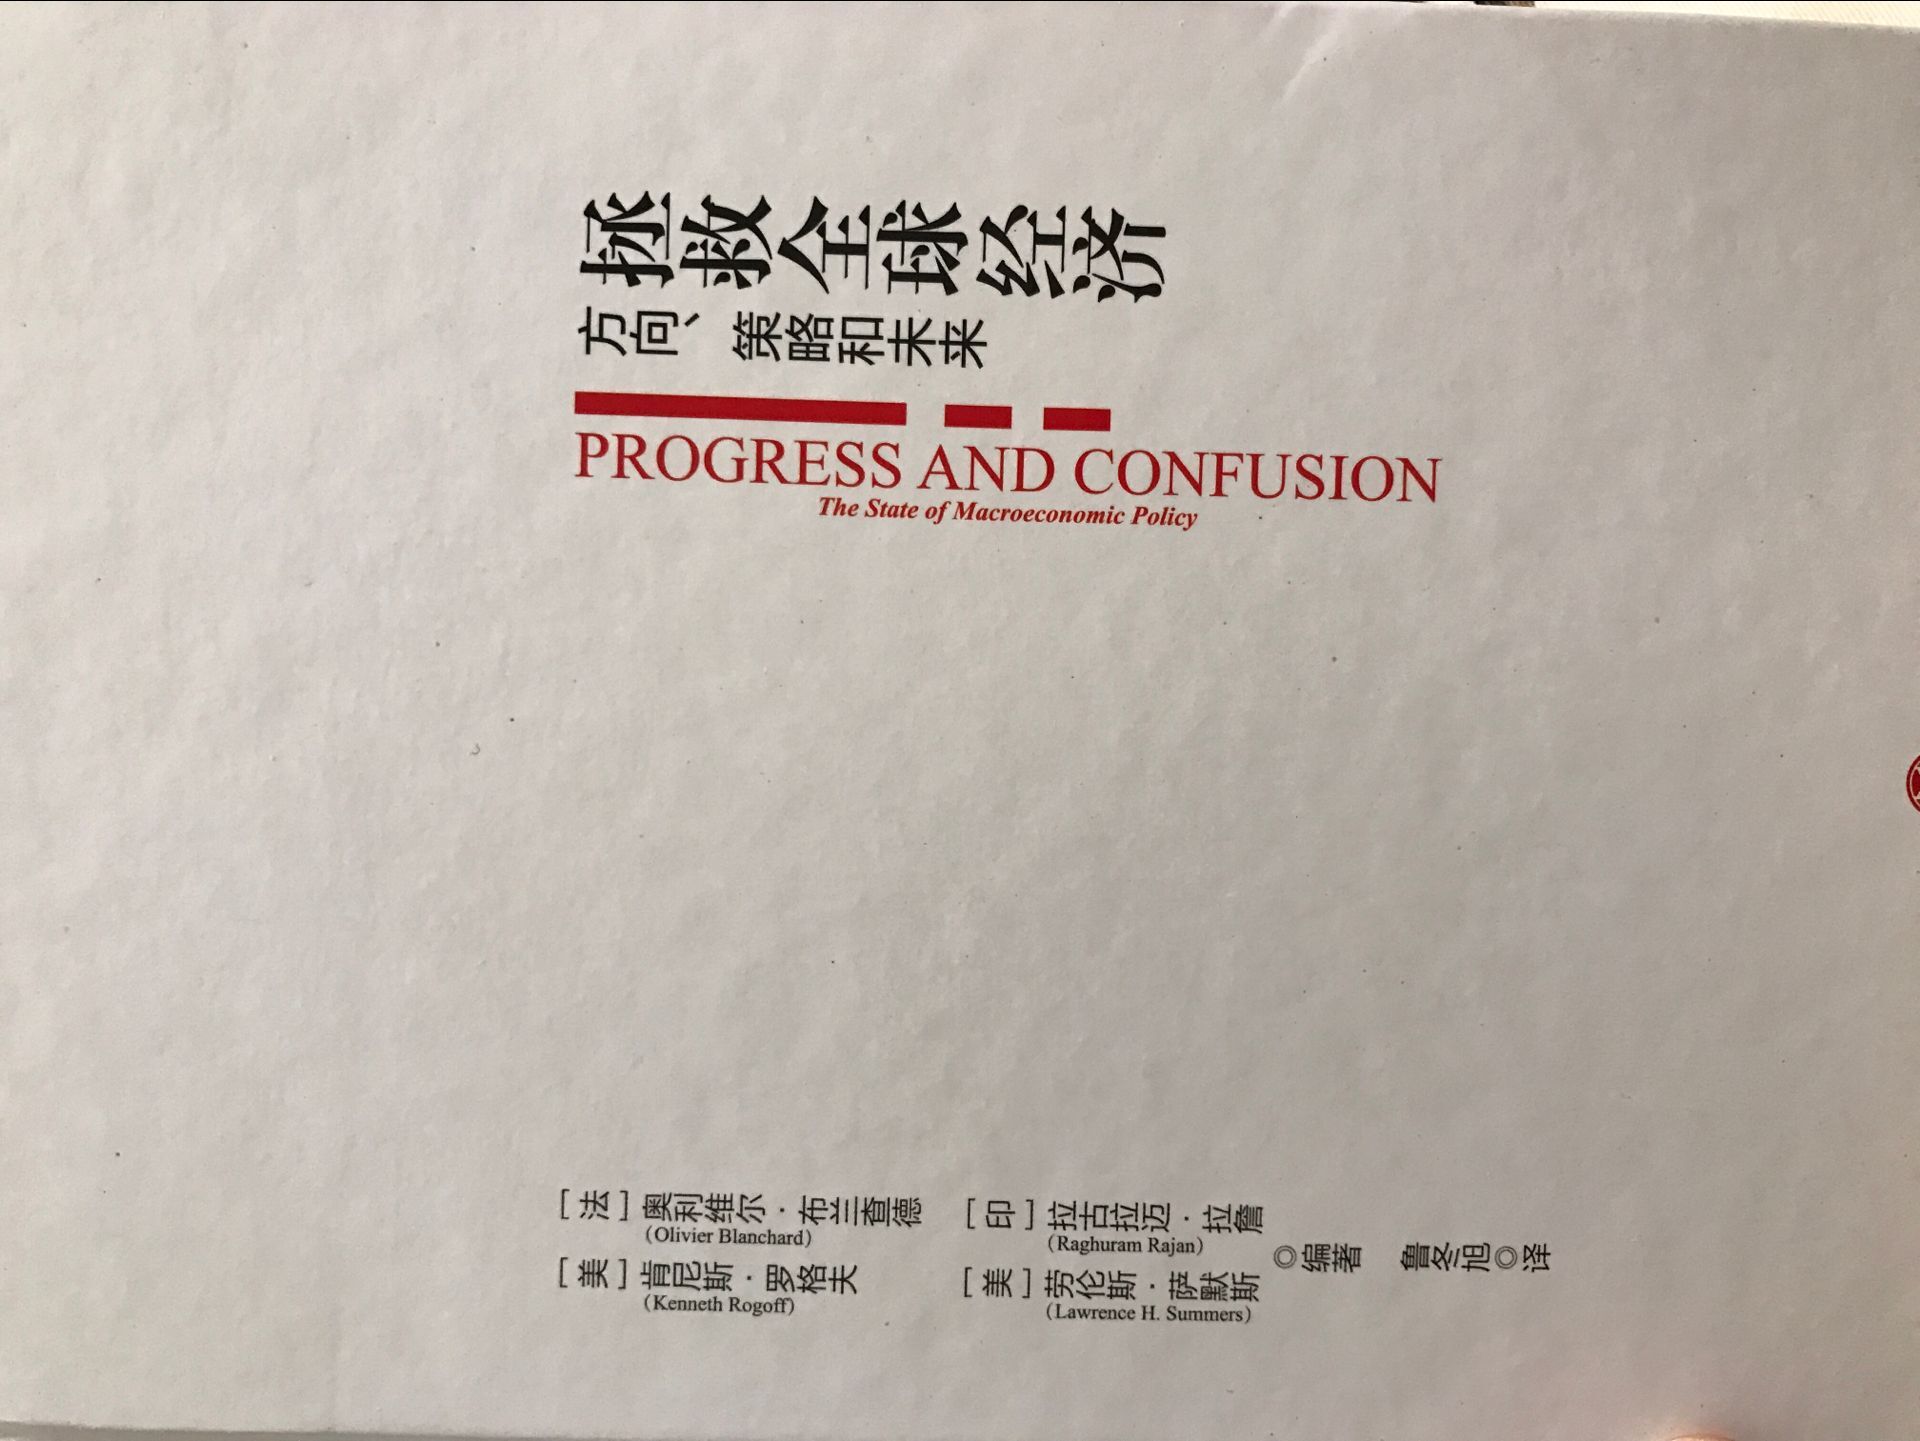 拯救全球经济
方向、策略和未来
PROGRESS AND CONFUSION
The State of Macroeconomic Policy
［法］奥利维尔·布兰查德 ［印］拉古拉迈·拉詹
（Olivier Blanchard） （Raghuram Rajan）
◎编著 鲁冬旭◎译
［美］肯尼斯·罗格夫 ［美］劳伦斯·萨默斯
（Kenneth Rogoff） （Lawrence H. Summers）